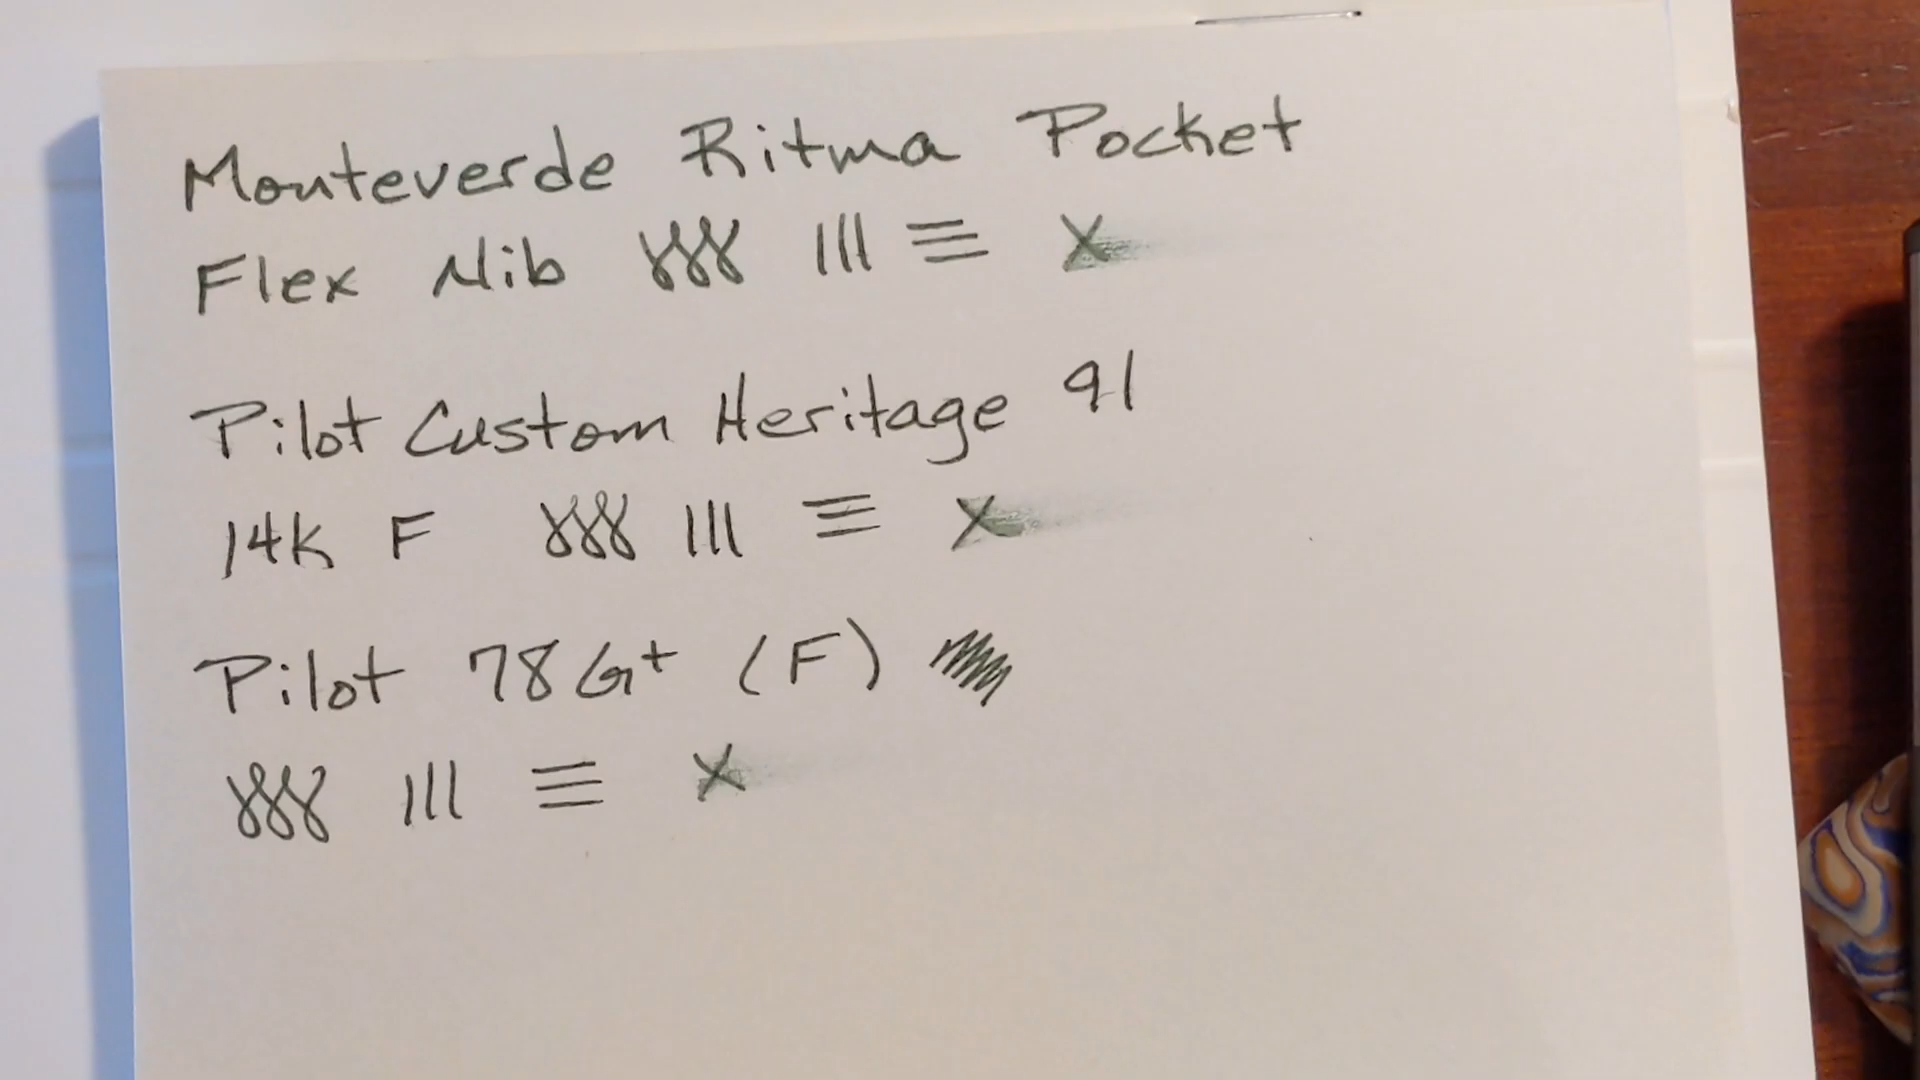 Monteverde Ritma Pocket
Flex Nib ||| ≡ X
Pilot Custom Heritage 91
14K F ||| ≡ X
Pilot 78G+ (F)
||| ≡ X